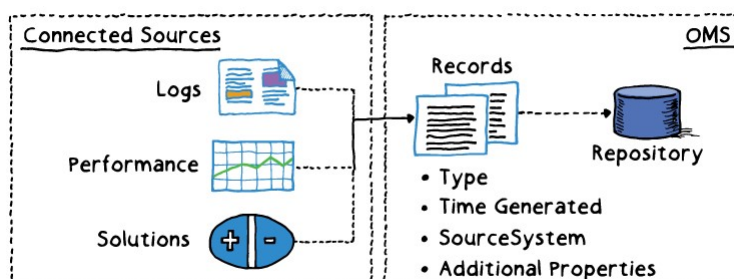 Connected Sources
Logs
Performance
Solutions
+ -
OMS
Records
Repository
• Type
• Time Generated
• SourceSystem
• Additional Properties